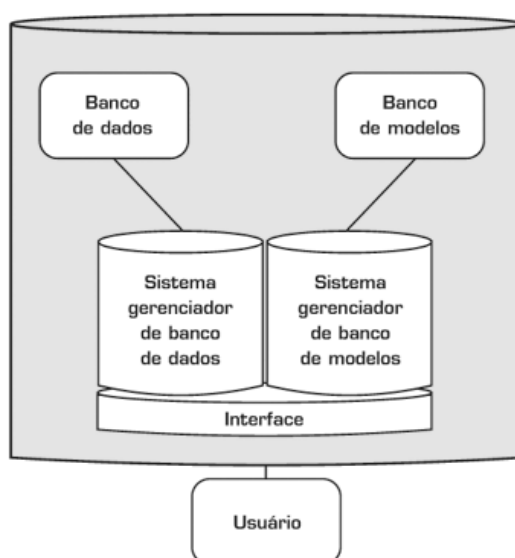 Banco
de dados
Banco
de modelos
Sistema
gerenciador
de banco
de dados
Sistema
gerenciador
de banco
de modelos
Interface
Usuário